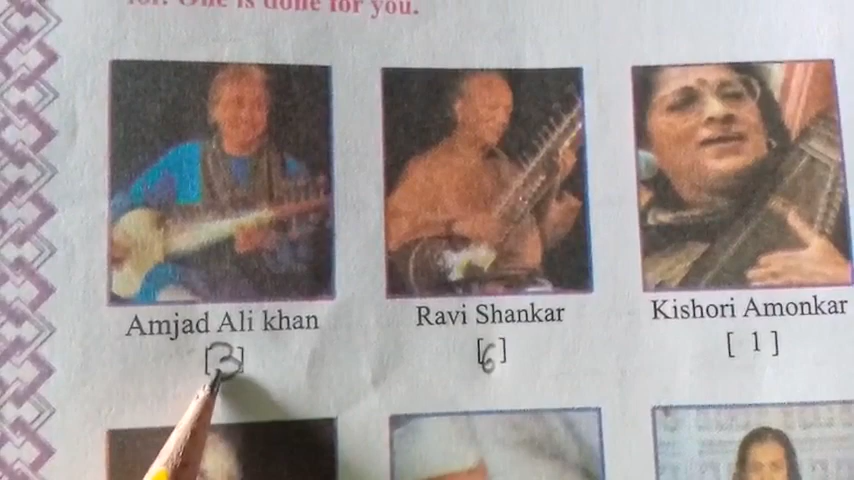 for. One is done for you.
Amjad Ali khan Ravi Shankar Kishori Amonkar
[3] [6] [ 1 ]